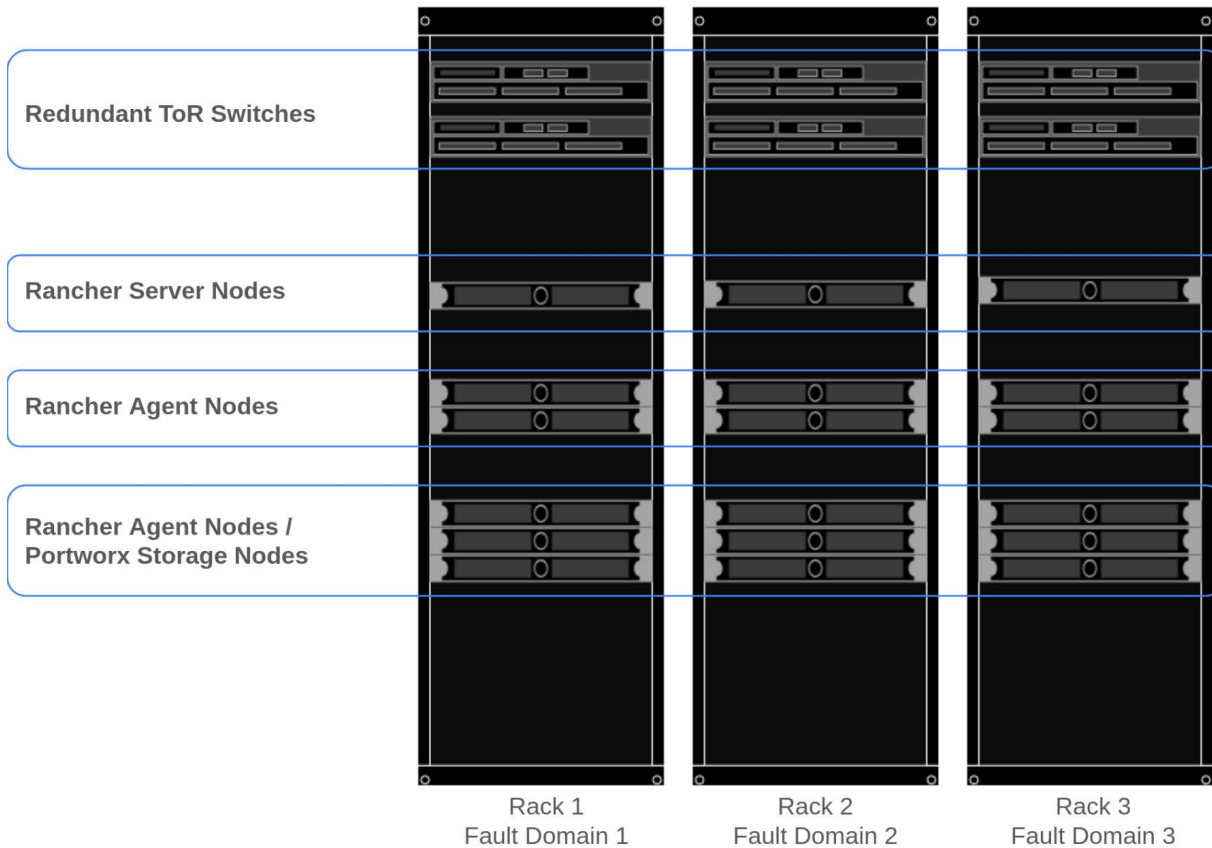 Redundant ToR Switches
Rancher Server Nodes
Rancher Agent Nodes
Rancher Agent Nodes /
Portworx Storage Nodes
Rack 1
Fault Domain 1
Rack 2
Fault Domain 2
Rack 3
Fault Domain 3